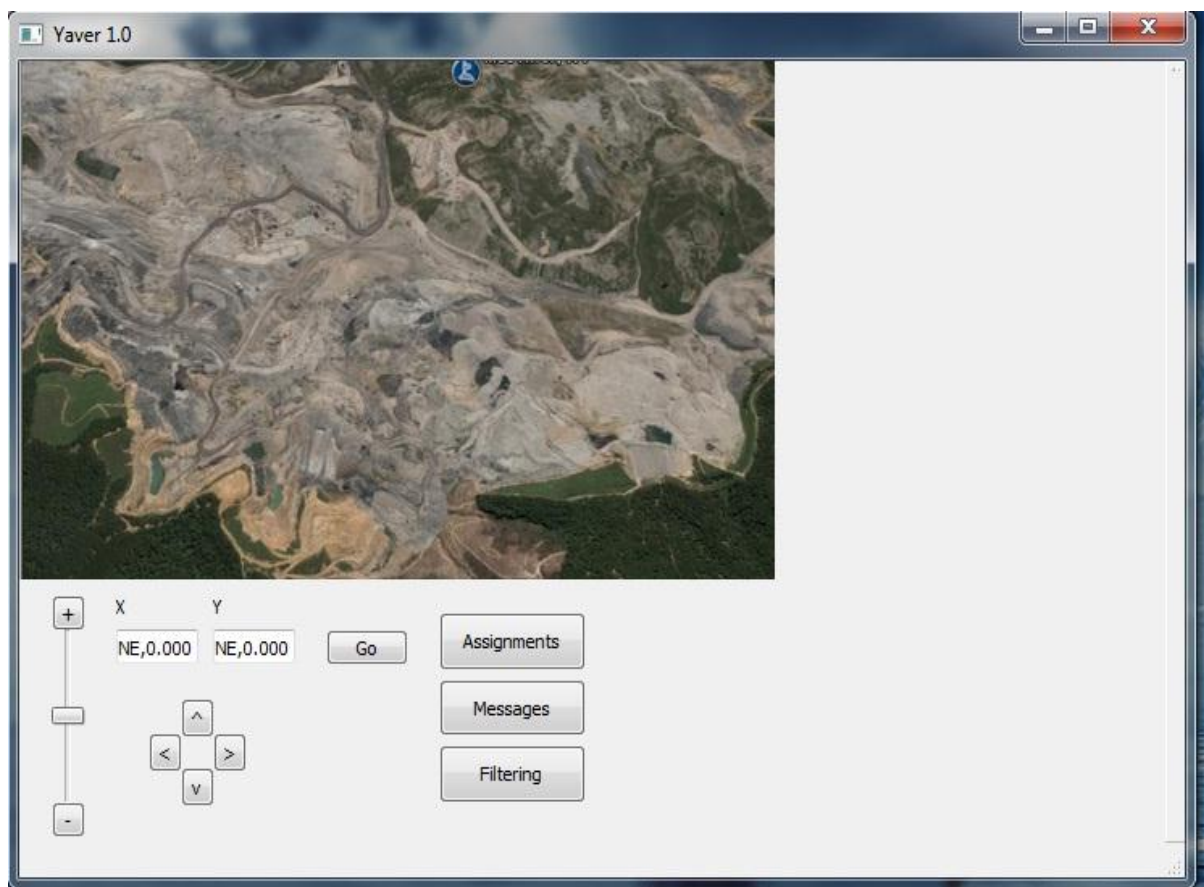 Yaver 1.0
+
X Y
NE,0.000 NE,0.000 Go
Assignments
Messages
^
< >
v
Filtering
-